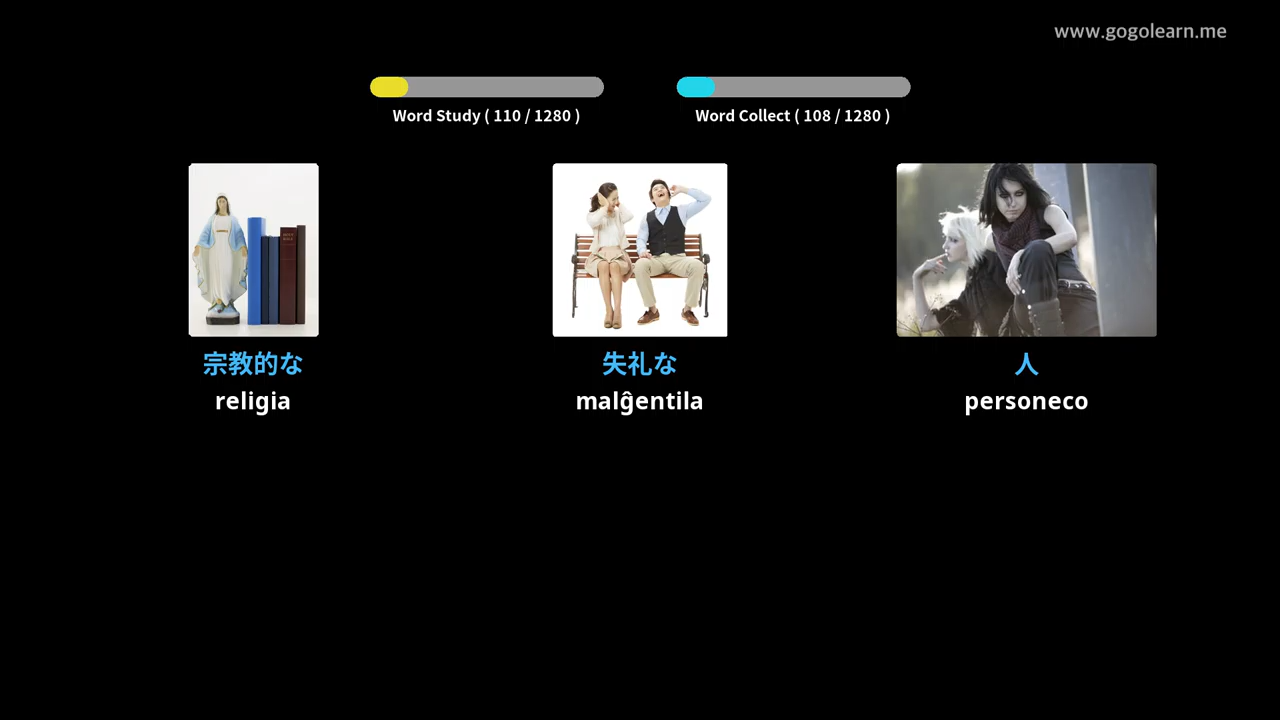 www.gogolearn.me
Word Study ( 110 / 1280 )
Word Collect ( 108 / 1280 )
宗教的な
religia
失礼な
malĝentila
人
personeco